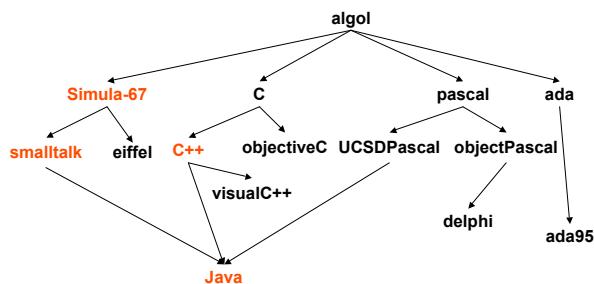 algol
Simula-67 C pascal ada
smalltalk eiffel C++ objectiveC UCSDPascal objectPascal
visualC++
delphi
ada95
Java